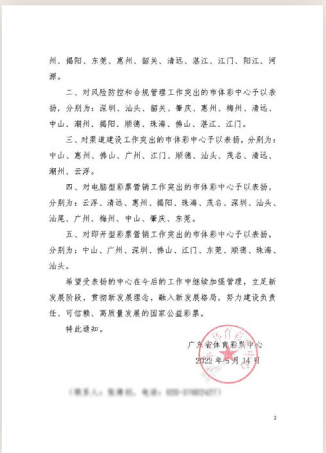 州、揭阳、东莞、惠州、韶关、清远、湛江、江门、阳江、河
源。
二、对风险防控和合规管理工作突出的市体彩中心予以表
扬，分别为：深圳、汕头、韶关、肇庆、惠州、梅州、清远、
中山、潮州、揭阳、顺德、珠海、佛山、湛江、江门。
三、对渠道建设工作突出的市体彩中心予以表扬，分别为：
中山、惠州、佛山、广州、江门、顺德、汕头、茂名、清远、
潮州、云浮。
四、对电脑型彩票营销工作突出的市体彩中心予以表扬，
分别为：云浮、清远、惠州、揭阳、珠海、茂名、深圳、汕头、
汕尾、广州、梅州、中山、肇庆、东莞。
五、对即开型彩票营销工作突出的市体彩中心予以表扬，
分别为：中山、广州、深圳、佛山、江门、东莞、顺德、珠海、
汕头。
希望受表扬的中心在今后的工作中继续加强管理，立足新
发展阶段，贯彻新发展理念，融入新发展格局，努力建设负责
任、可信赖、高质量发展的国家公益彩票。
特此通知。
广东省体育彩票中心
2022年5月14日
2